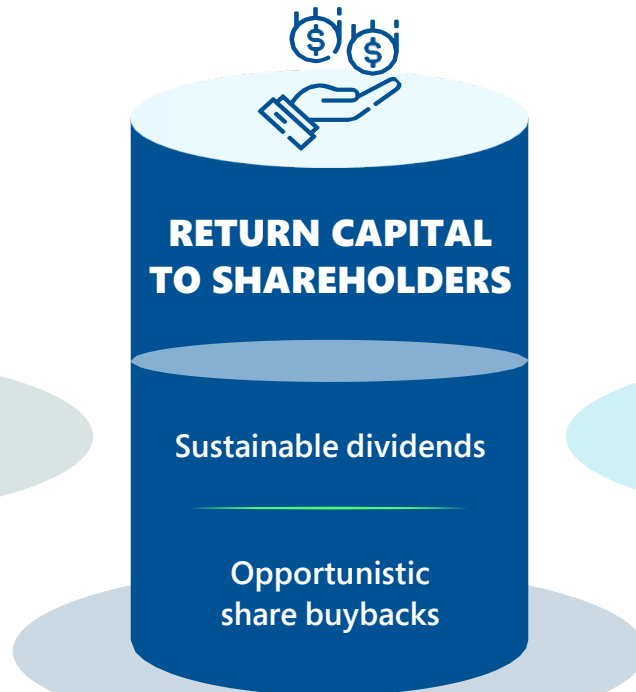 $ $
RETURN CAPITAL
TO SHAREHOLDERS
Sustainable dividends
Opportunistic
share buybacks